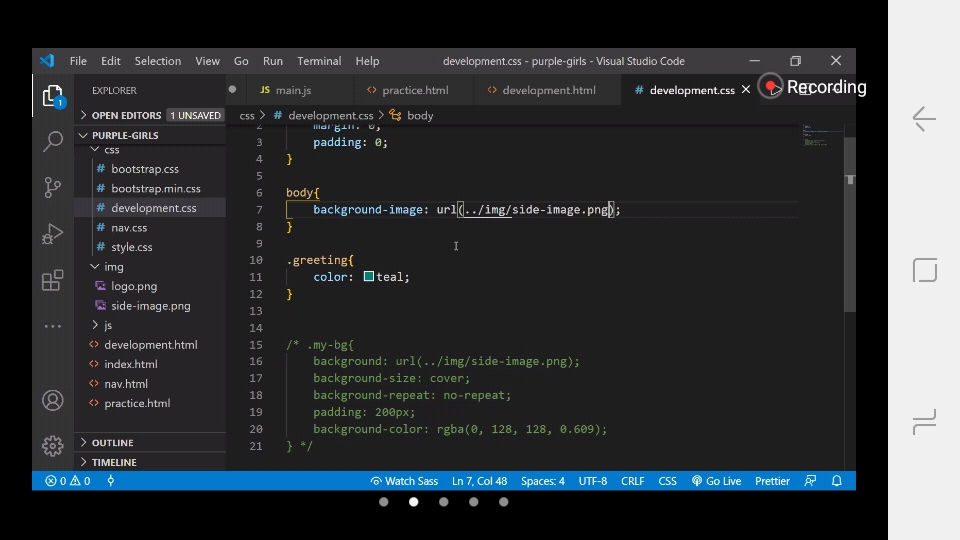 File Edit Selection View Go Run Terminal Help development.css - purple-girls - Visual Studio Code
EXPLORER
JS main.js <> practice.html <> development.html # development.css
Recording
OPEN EDITORS 1 UNSAVED
css > # development.css > body
PURPLE-GIRLS
css
# bootstrap.css
# bootstrap.min.css
# development.css
# nav.css
# style.css
img
logo.png
side-image.png
js
<> development.html
<> index.html
<> nav.html
<> practice.html
OUTLINE
TIMELINE
1
2 margin: 0;
3 padding: 0;
4 }
5
6 body{
7 background-image: url(../img/side-image.png);
8 }
9
10 .greeting{
11 color: teal;
12 }
13
14
15 /* .my-bg{
16 background: url(../img/side-image.png);
17 background-size: cover;
18 background-repeat: no-repeat;
19 padding: 200px;
20 background-color: rgba(0, 128, 128, 0.609);
21 } */
0 0 Watch Sass Ln 7, Col 48 Spaces: 4 UTF-8 CRLF CSS Go Live Prettier